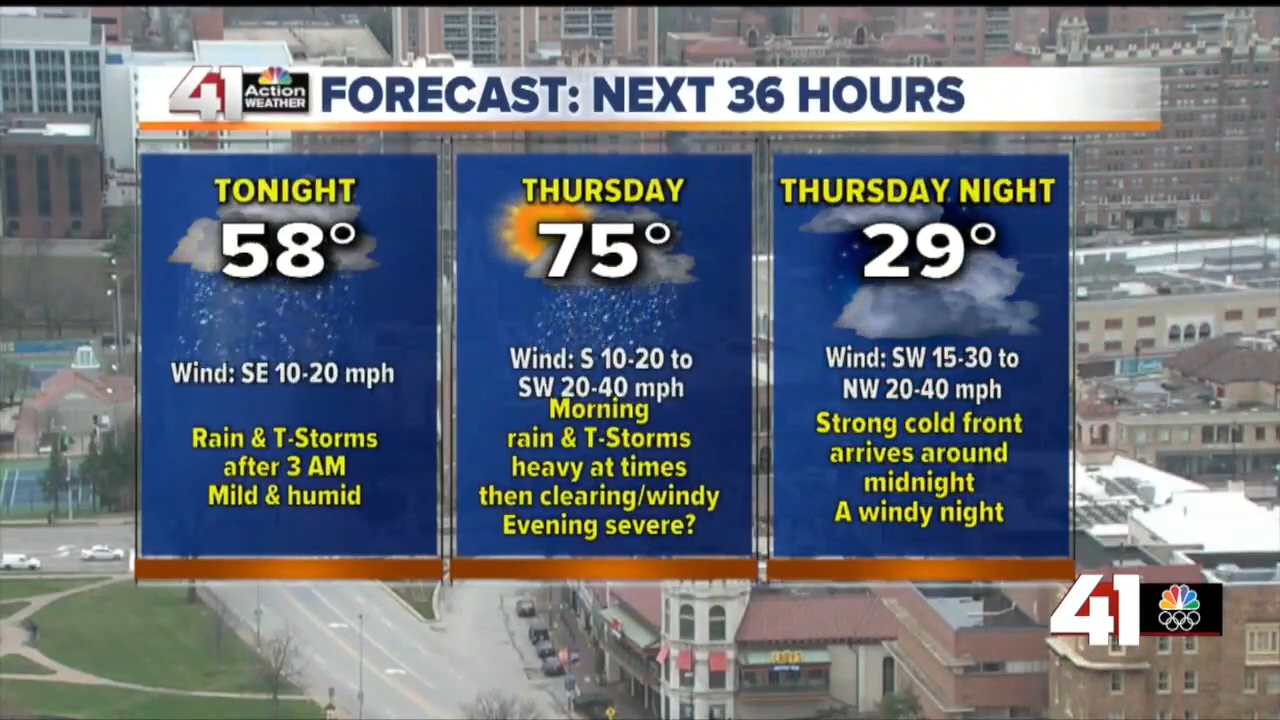 41 Action WEATHER FORECAST: NEXT 36 HOURS
TONIGHT
58°
Wind: SE 10-20 mph
Rain & T-Storms
after 3 AM
Mild & humid
THURSDAY
75°
Wind: S 10-20 to
SW 20-40 mph
Morning
rain & T-Storms
heavy at times
then clearing/windy
Evening severe?
THURSDAY NIGHT
29°
Wind: SW 15-30 to
NW 20-40 mph
Strong cold front
arrives around
midnight
A windy night
41